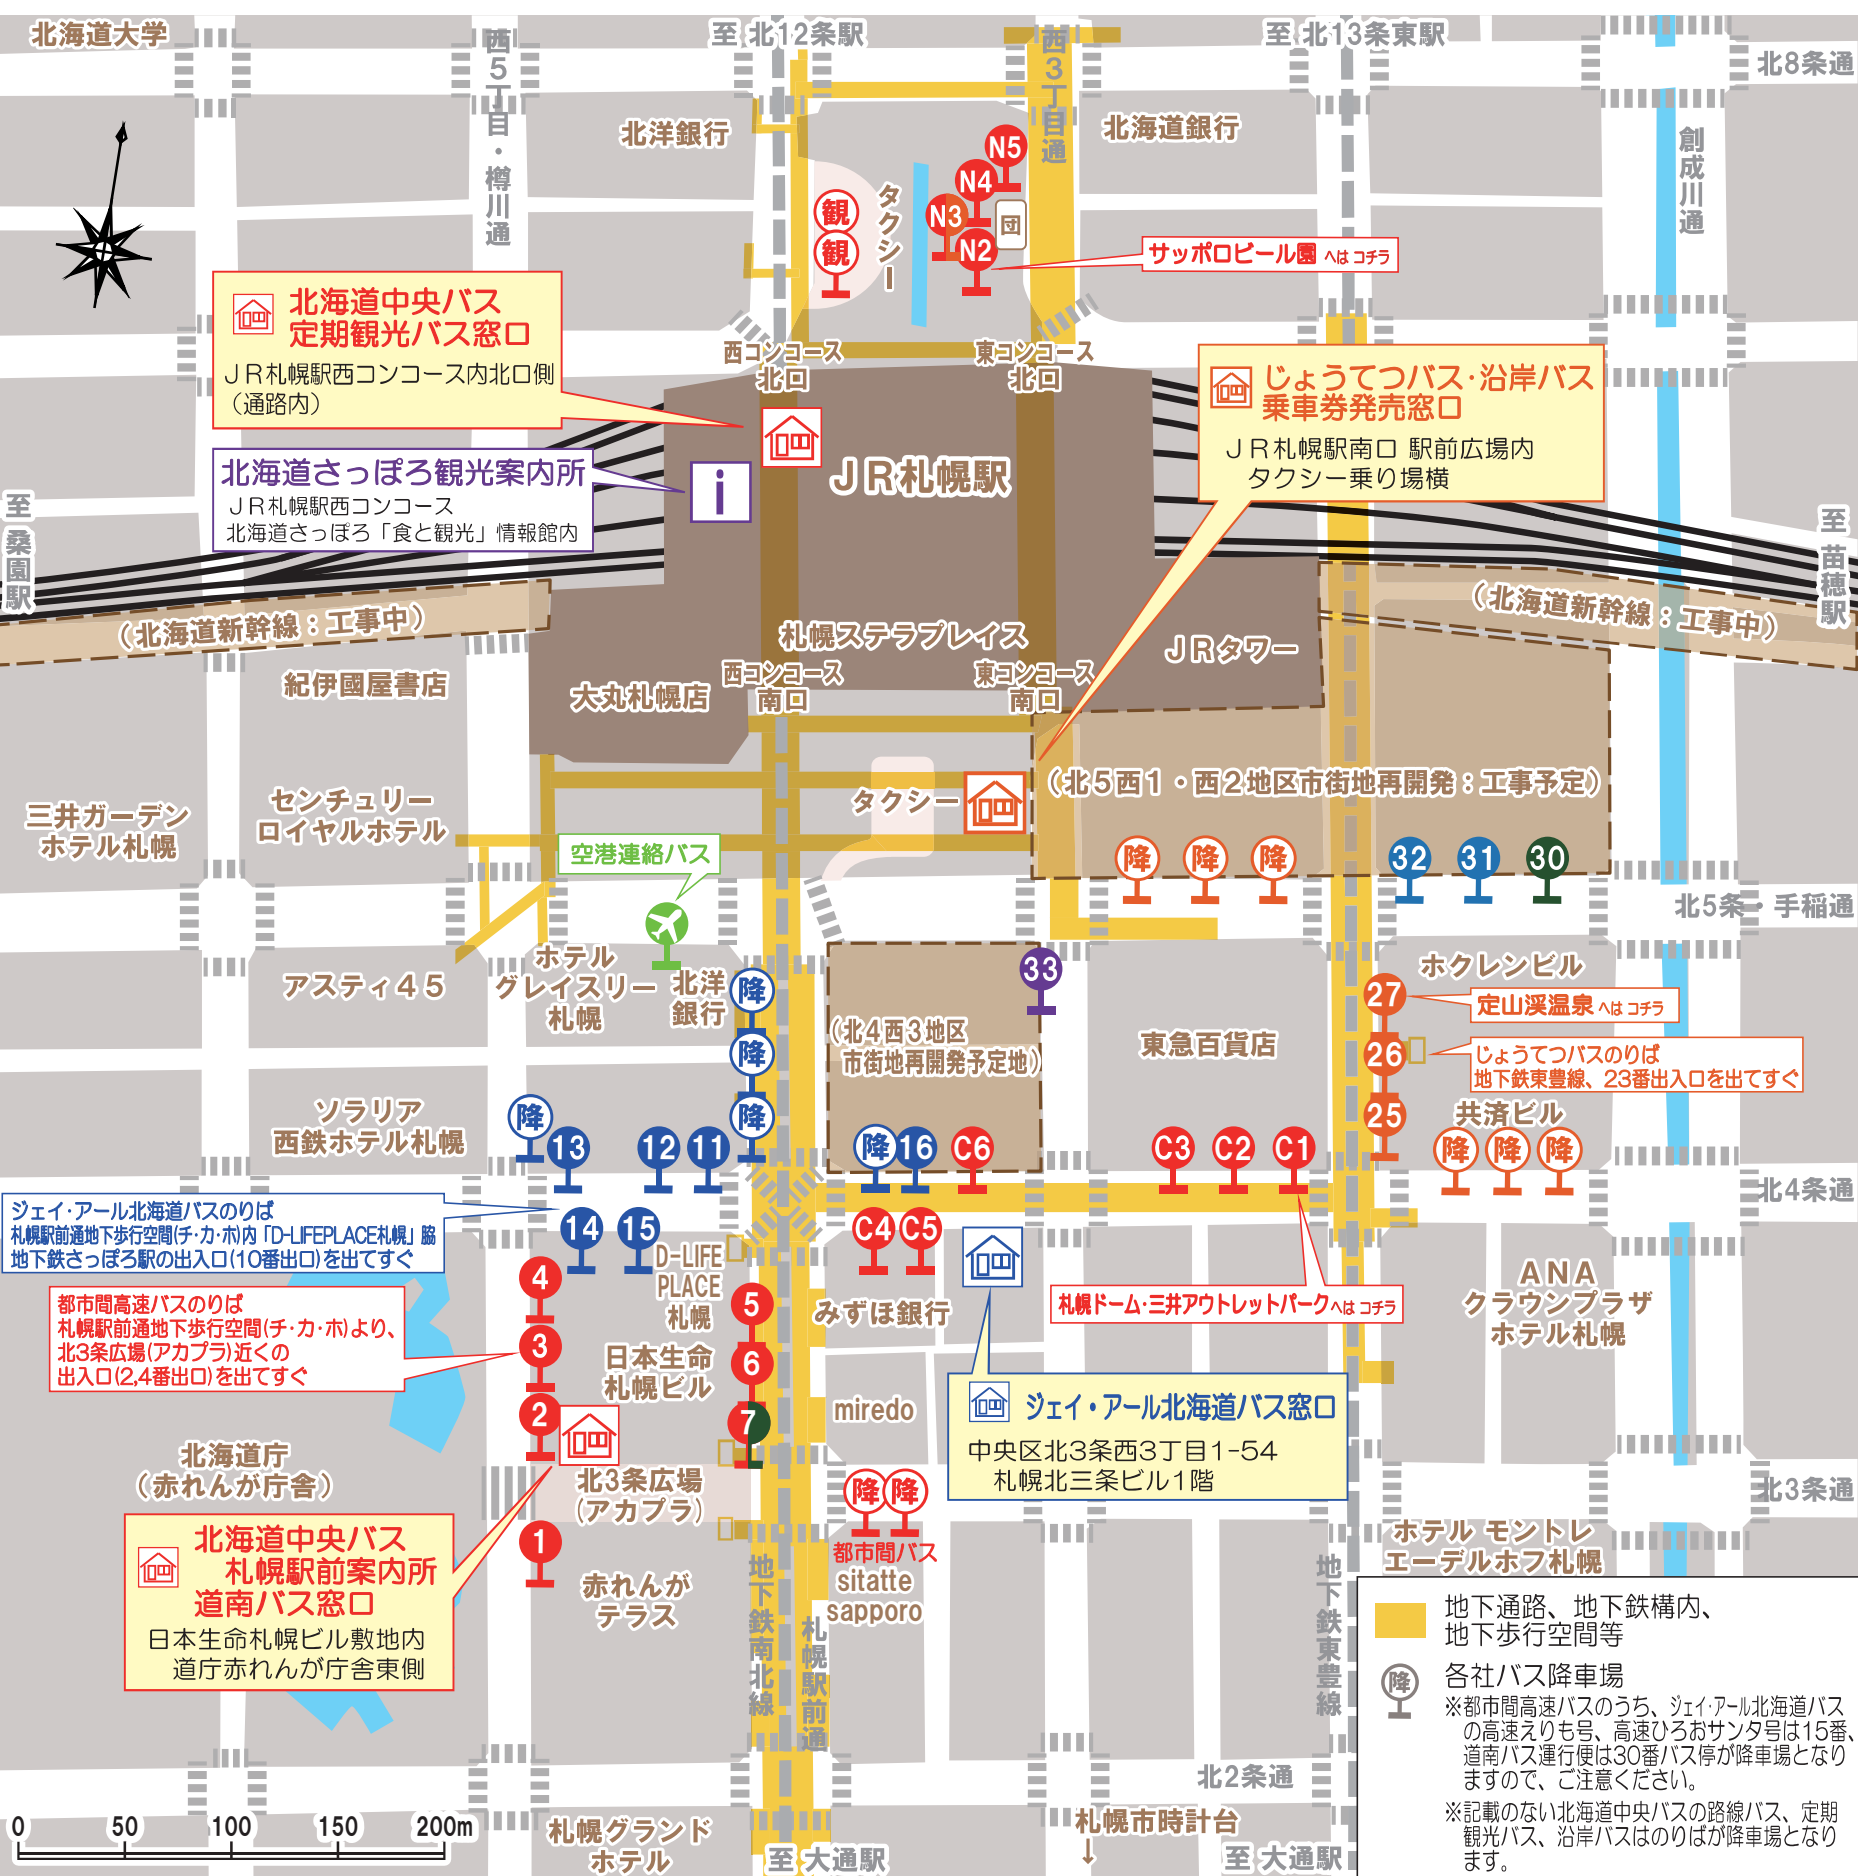 北海道大学
西5丁目・樽川通
至 北12条駅
西3丁目通
至 北13条東駅
北8条通
創成川通
北洋銀行
北海道銀行
タクシー
観
観
N5
N4
N3
N2
団
サッポロビール園 へは コチラ
北海道中央バス
定期観光バス窓口
JR札幌駅西コンコース内北口側
（通路内）
西コンコース
北口
東コンコース
北口
じょうてつバス・沿岸バス
乗車券発売窓口
JR札幌駅南口 駅前広場内
タクシー乗り場横
北海道さっぽろ観光案内所
JR札幌駅西コンコース
北海道さっぽろ「食と観光」情報館内
i
JR札幌駅
至 桑園駅
至 苗穂駅
（北海道新幹線：工事中）
（北海道新幹線：工事中）
札幌ステラプレイス
JRタワー
紀伊國屋書店
大丸札幌店
西コンコース
南口
東コンコース
南口
三井ガーデン
ホテル札幌
センチュリー
ロイヤルホテル
タクシー
（北5西1・西2地区市街地再開発：工事予定）
空港連絡バス
降
降
降
32
31
30
北5条・手稲通
アスティ45
ホテル
グレイスリー
札幌
北洋
銀行
降
降
降
33
（北4西3地区
市街地再開発予定地）
東急百貨店
ホクレンビル
27
定山渓温泉 へは コチラ
26
じょうてつバスのりば
地下鉄東豊線、23番出入口を出てすぐ
25
共済ビル
降
降
降
ソラリア
西鉄ホテル札幌
降
13
12
11
降
16
C6
C3
C2
C1
北4条通
ジェイ・アール北海道バスのりば
札幌駅前通地下歩行空間(チ・カ・ホ)内「D-LIFEPLACE札幌」脇
地下鉄さっぽろ駅の出入口(10番出口)を出てすぐ
14
15
C4
C5
D-LIFE
PLACE
札幌
都市間高速バスのりば
札幌駅前通地下歩行空間(チ・カ・ホ)より、
北3条広場(アカプラ)近くの
出入口(2,4番出口)を出てすぐ
4
3
2
1
5
6
7
みずほ銀行
札幌ドーム・三井アウトレットパークへは コチラ
ANA
クラウンプラザ
ホテル札幌
日本生命
札幌ビル
miredo
ジェイ・アール北海道バス窓口
中央区北3条西3丁目1-54
札幌北三条ビル1階
北海道庁
（赤れんが庁舎）
北3条広場
（アカプラ）
降
降
都市間バス
sitatte
sapporo
北3条通
ホテル モントレ
エーデルホフ札幌
北海道中央バス
札幌駅前案内所
道南バス窓口
日本生命札幌ビル敷地内
道庁赤れんが庁舎東側
赤れんが
テラス
地下鉄南北線
札幌駅前通
地下鉄東豊線
地下通路、地下鉄構内、
地下歩行空間等
降
各社バス降車場
※都市間高速バスのうち、ジェイ・アール北海道バス
の高速えりも号、高速ひろおサンタ号は15番、
道南バス運行便は30番バス停が降車場となり
ますので、ご注意ください。
※記載のない北海道中央バスの路線バス、定期
観光バス、沿岸バスはのりばが降車場となり
ます。
北2条通
0 50 100 150 200m
札幌グランド
ホテル
至 大通駅
札幌市時計台
↓
至 大通駅